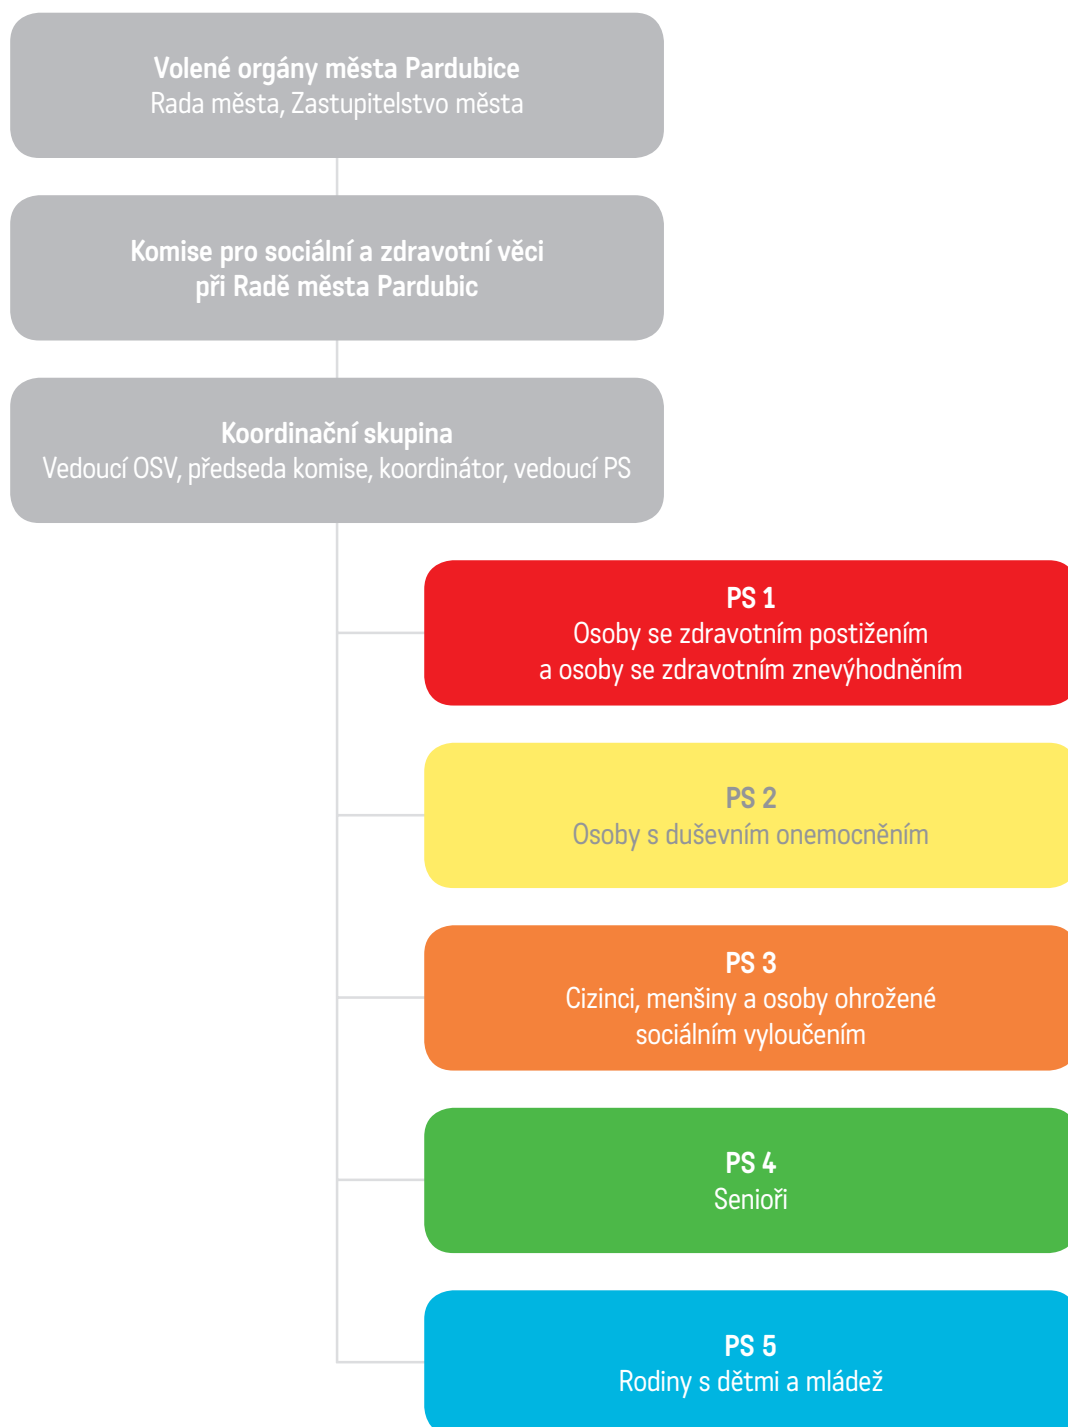 Volené orgány města Pardubice
Rada města, Zastupitelstvo města
Komise pro sociální a zdravotní věci
při Radě města Pardubic
Koordinační skupina
Vedoucí OSV, předseda komise, koordinátor, vedoucí PS
PS 1
Osoby se zdravotním postižením
a osoby se zdravotním znevýhodněním
PS 2
Osoby s duševním onemocněním
PS 3
Cizinci, menšiny a osoby ohrožené
sociálním vyloučením
PS 4
Senioři
PS 5
Rodiny s dětmi a mládež